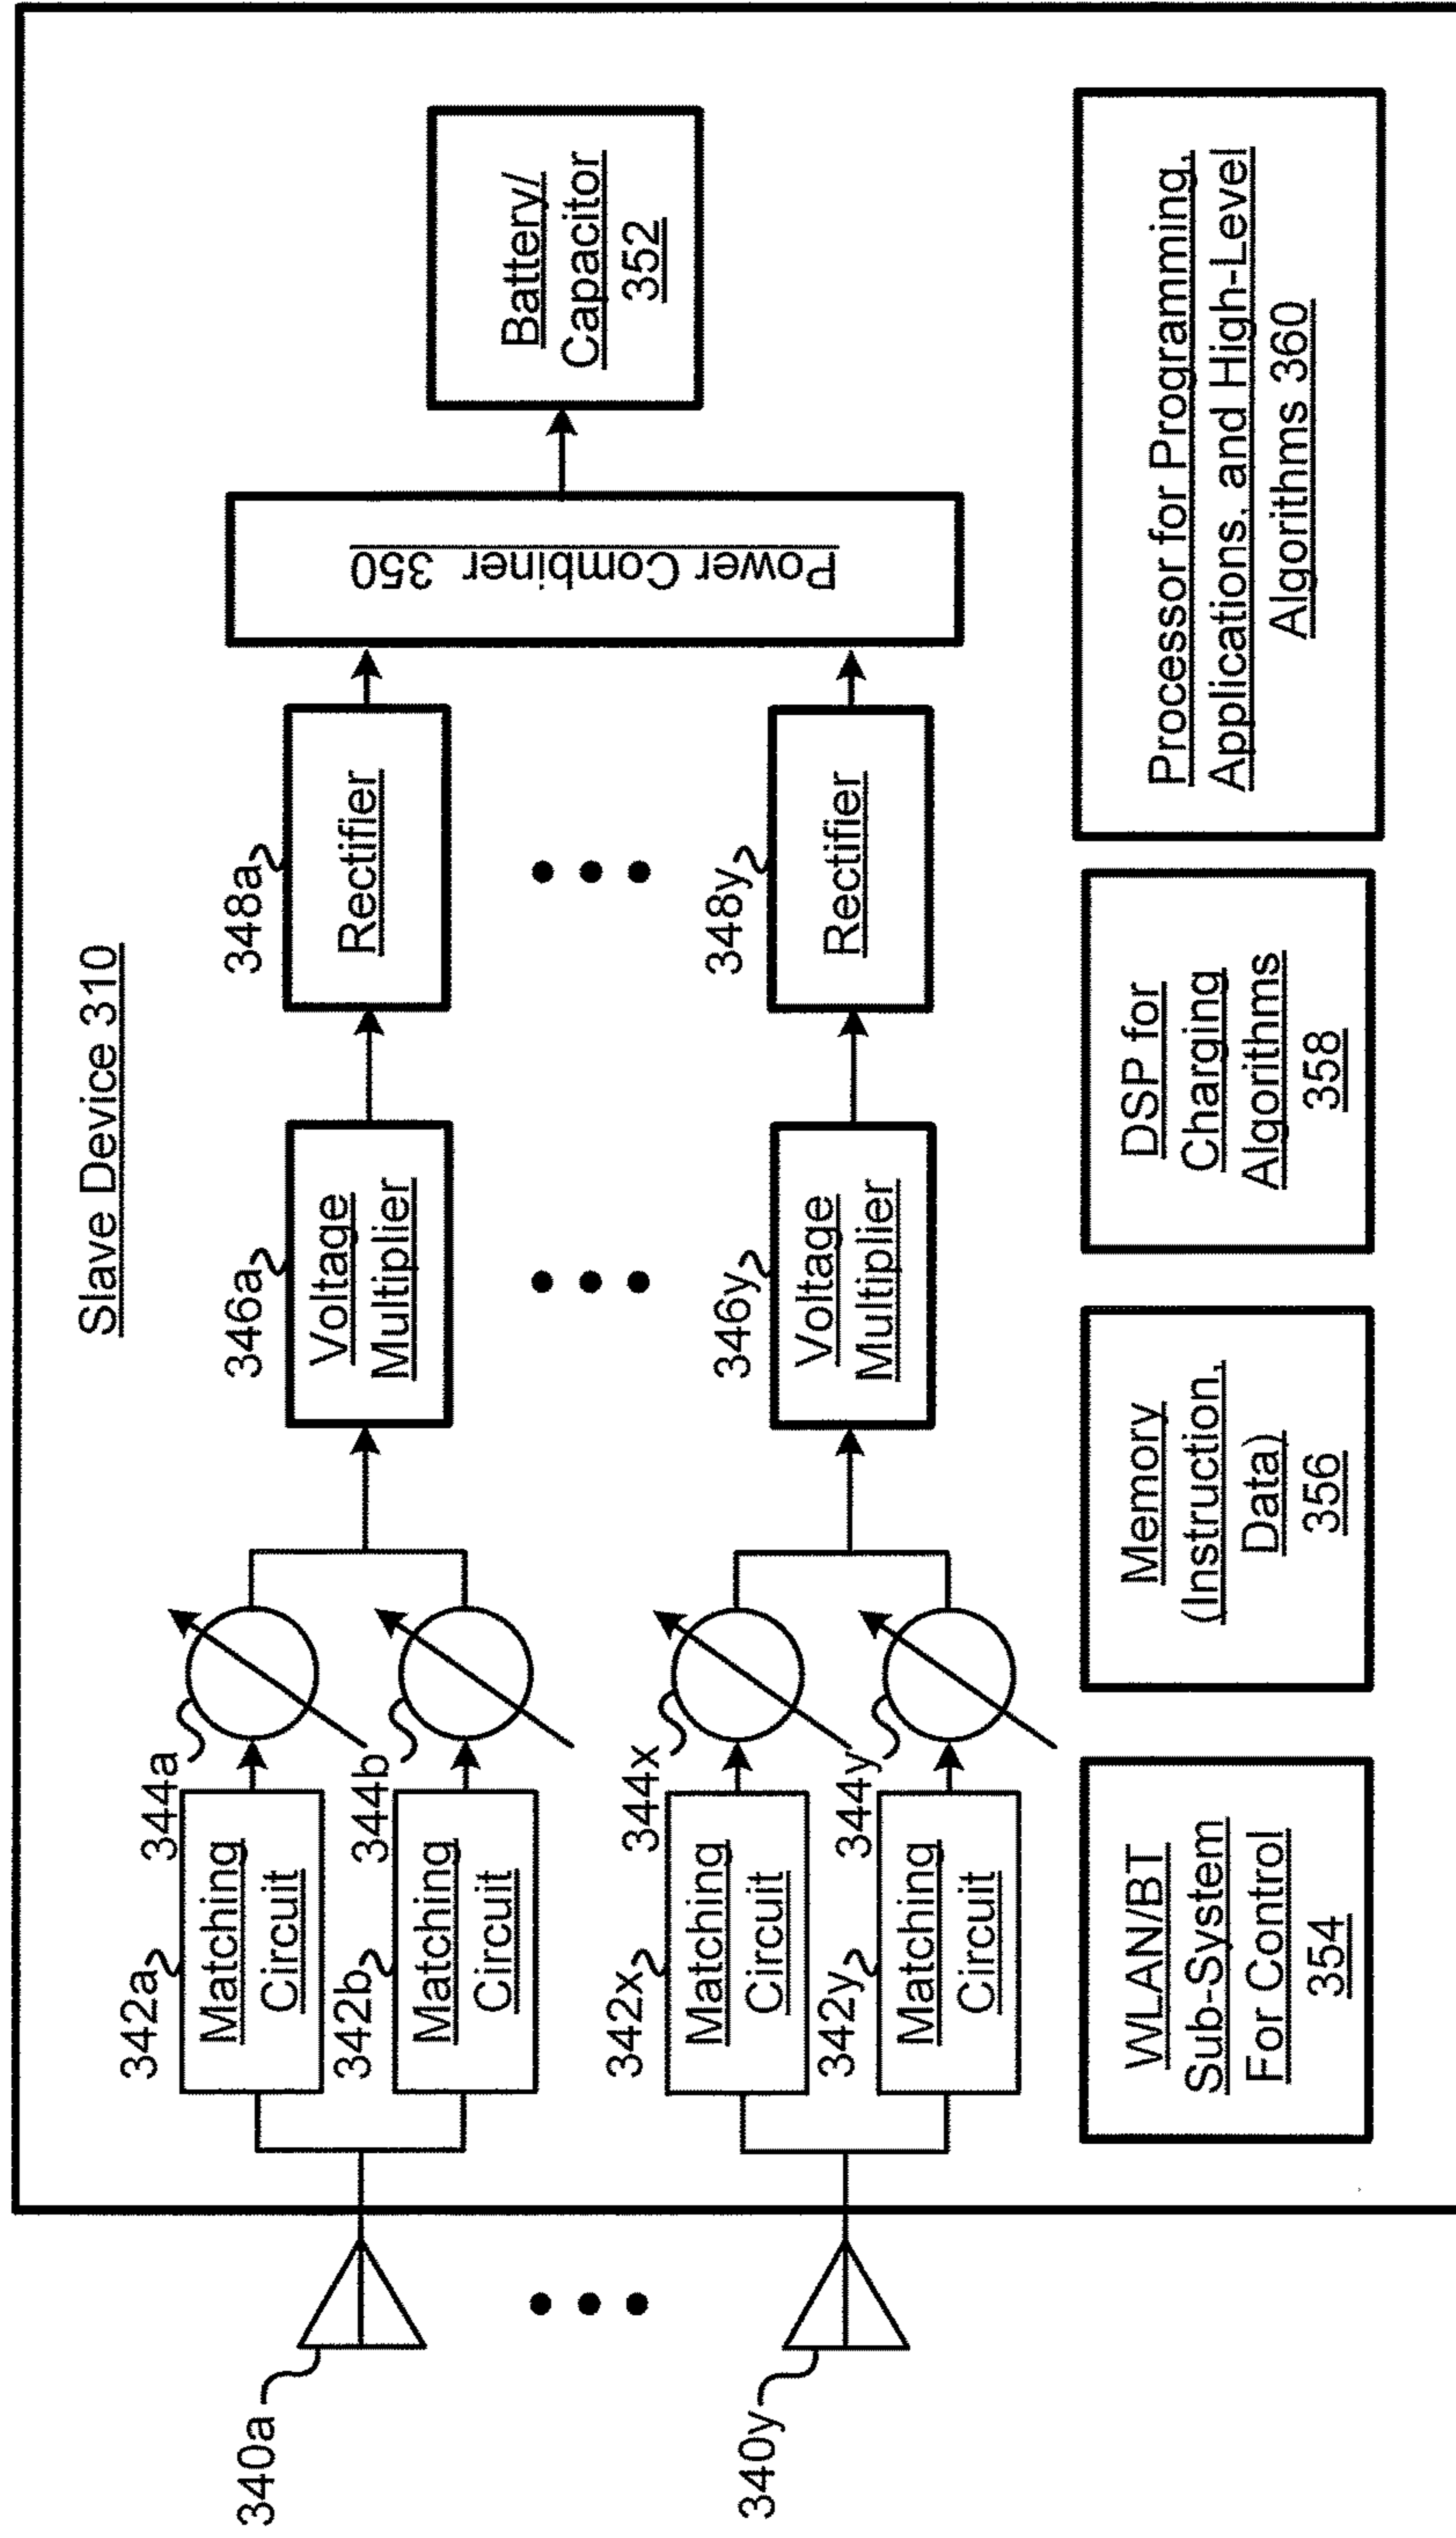 Slave Device 310
340a
342a
Matching
Circuit
344a
342b
Matching
Circuit
344b
346a
Voltage
Multiplier
348a
Rectifier
Power Combiner 350
Battery/
Capacitor
352
340y
342x
Matching
Circuit
344x
342y
Matching
Circuit
344y
346y
Voltage
Multiplier
348y
Rectifier
WLAN/BT
Sub-System
For Control
354
Memory
(Instruction,
Data)
356
DSP for
Charging
Algorithms
358
Processor for Programming,
Applications, and High-Level
Algorithms 360